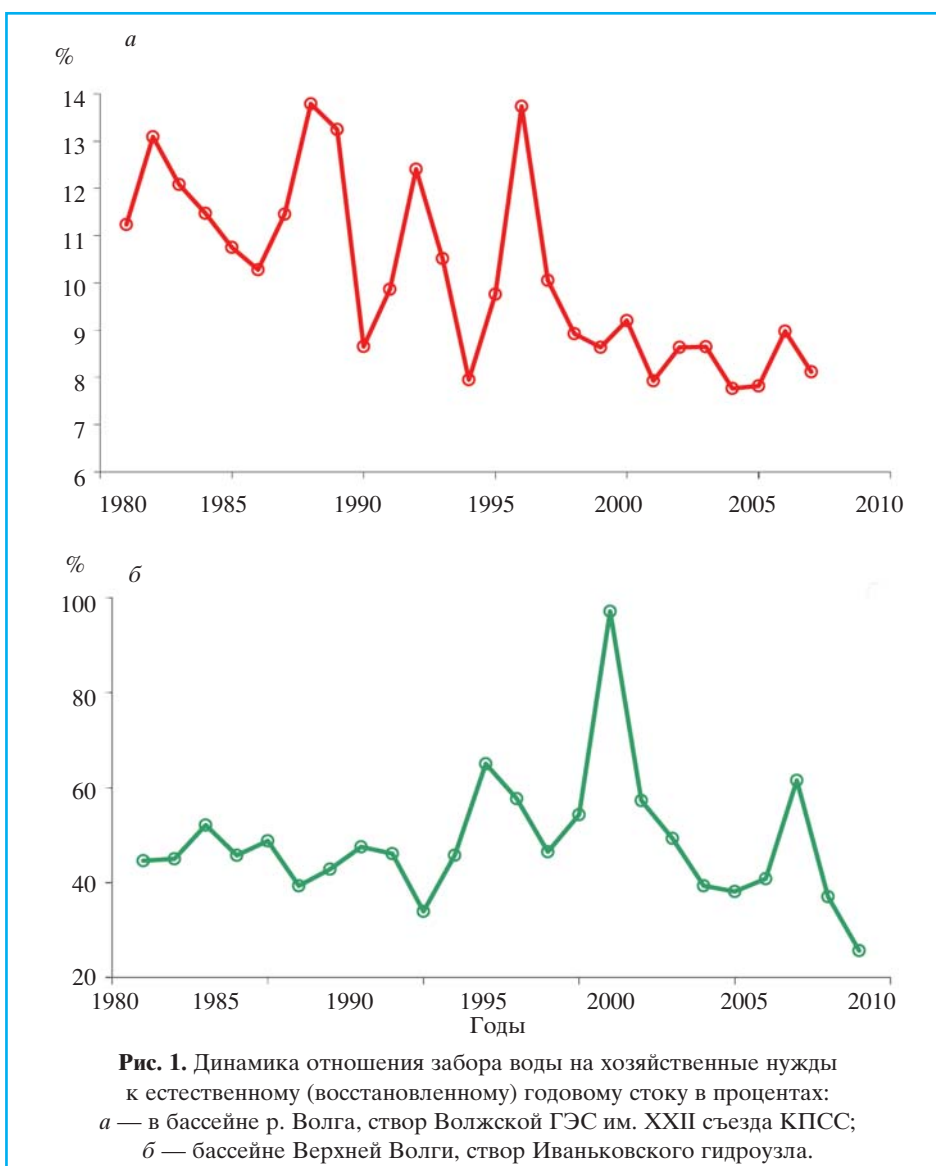 а
%
14
13
12
11
10
9
8
7
6
1980 1985 1990 1995 2000 2005 2010
% б
100
80
60
40
20
1980 1985 1990 1995 2000 2005 2010
Годы
Рис. 1. Динамика отношения забора воды на хозяйственные нужды
к естественному (восстановленному) годовому стоку в процентах:
а — в бассейне р. Волга, створ Волжской ГЭС им. XXII съезда КПСС;
б — бассейне Верхней Волги, створ Иваньковского гидроузла.